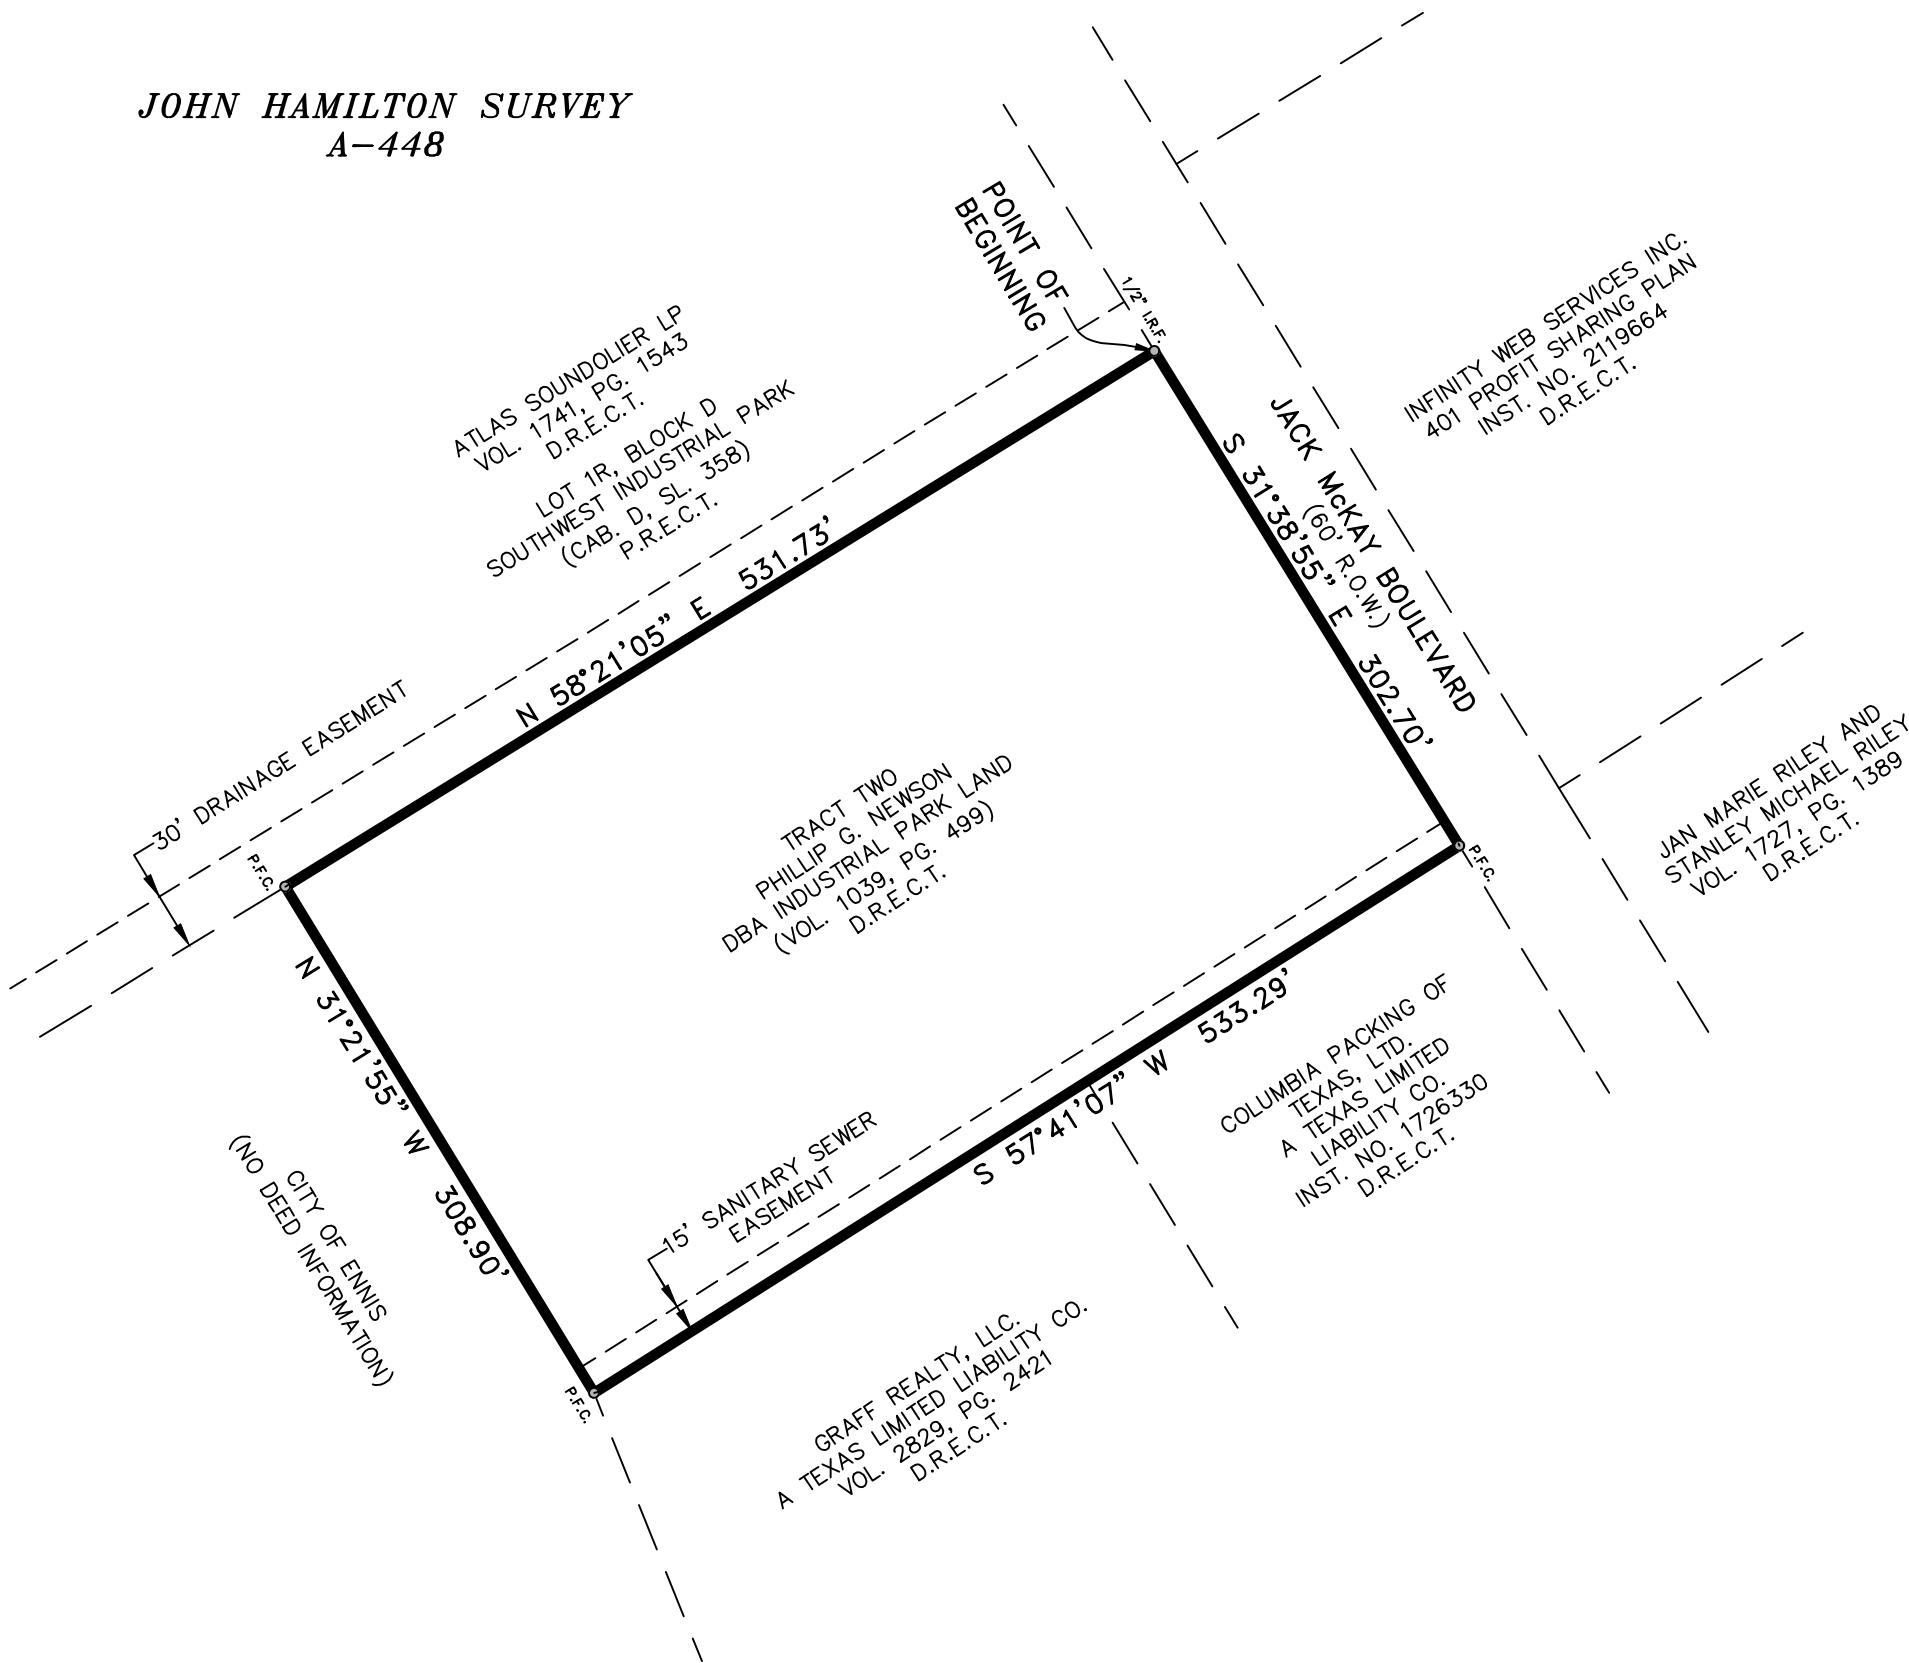 JOHN HAMILTON SURVEY
A-448
POINT OF
BEGINNING
1/2" I.R.F.
ATLAS SOUNDOLIER LP
VOL. 1741, PG. 1543
D.R.E.C.T.
LOT 1R, BLOCK D
SOUTHWEST INDUSTRIAL PARK
(CAB. D, SL. 358)
P.R.E.C.T.
INFINITY WEB SERVICES INC.
401 PROFIT SHARING PLAN
INST. NO. 2119664
D.R.E.C.T.
JACK McKAY BOULEVARD
(60' R.O.W.)
S 31°38'55" E 302.70'
N 58°21'05" E 531.73'
30' DRAINAGE EASEMENT
P.F.C.
TRACT TWO
PHILLIP G. NEWSON
DBA INDUSTRIAL PARK LAND
(VOL. 1039, PG. 499)
D.R.E.C.T.
JAN MARIE RILEY AND
STANLEY MICHAEL RILEY
VOL. 1727, PG. 1389
D.R.E.C.T.
P.F.C.
N 31°21'55" W 308.90'
S 57°41'07" W 533.29'
COLUMBIA PACKING OF
TEXAS, LTD.
A TEXAS LIMITED
LIABILITY CO.
INST. NO. 1726330
D.R.E.C.T.
CITY OF ENNIS
(NO DEED INFORMATION)
15' SANITARY SEWER
EASEMENT
P.F.C.
GRAFF REALTY, LLC.
A TEXAS LIMITED LIABILITY CO.
VOL. 2829, PG. 2421
D.R.E.C.T.